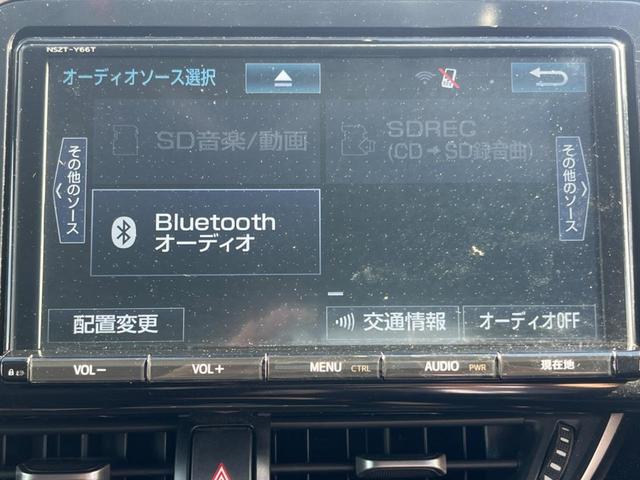 NSZT-Y66T
オーディオソース選択
SD音楽/動画
SDREC
(CD→SD録音曲)
その他のソース
その他のソース
Bluetooth
オーディオ
配置変更
交通情報
オーディオOFF
VOL−
VOL+
MENU CTRL
AUDIO PWR
現在地